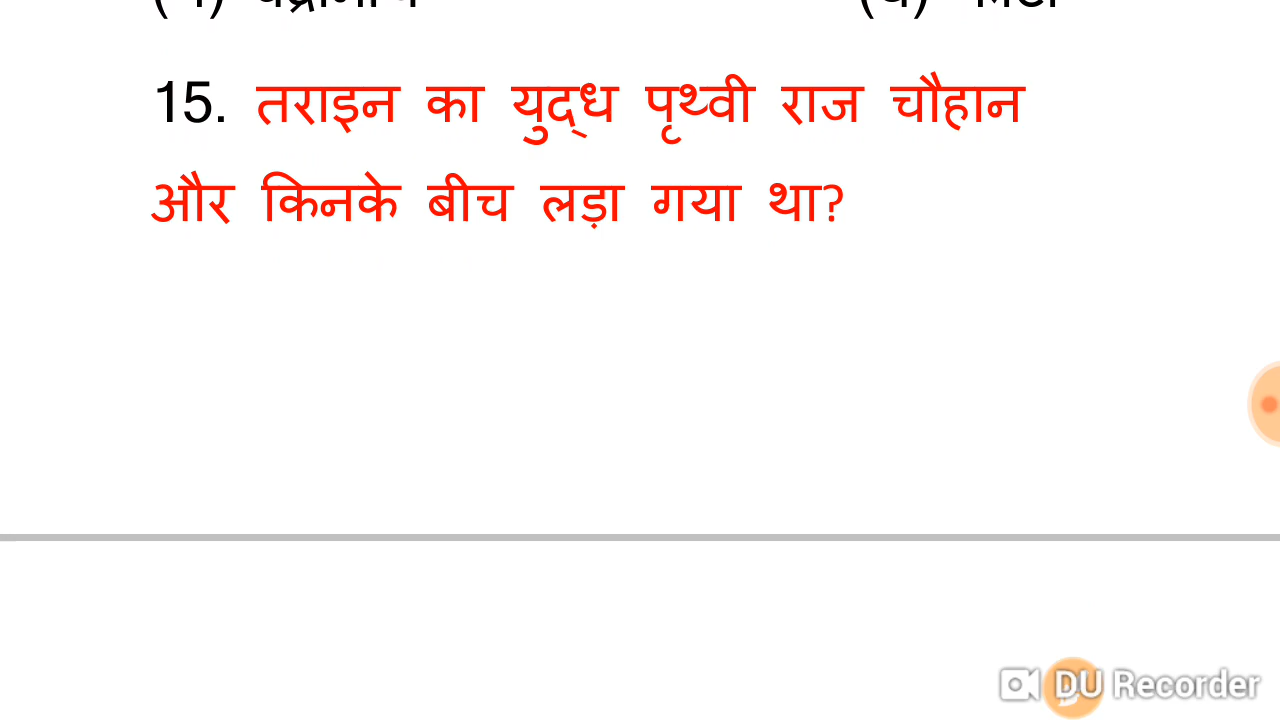 15. तराइन का युद्ध पृथ्वी राज चौहान
और किनके बीच लड़ा गया था?
DU Recorder